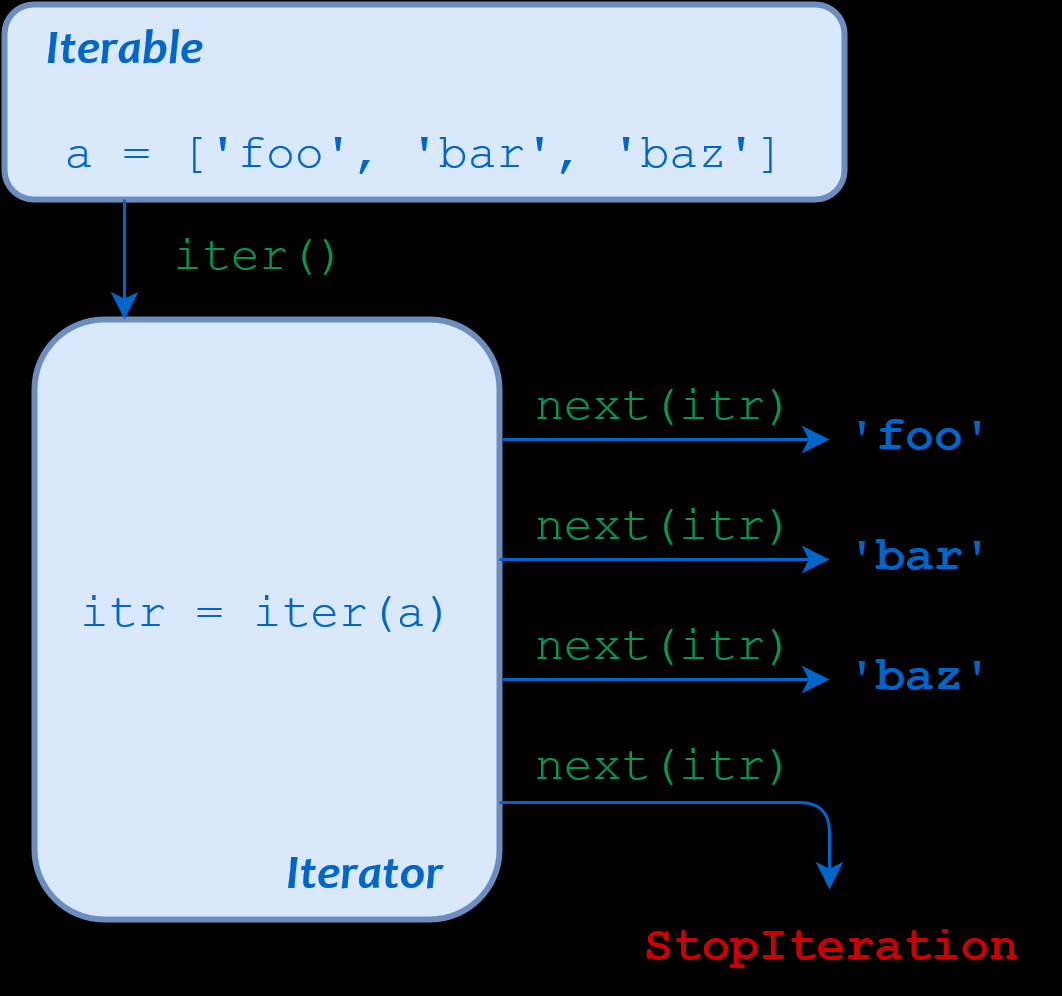 Iterable
a = ['foo', 'bar', 'baz']
iter()
next(itr)
'foo'
next(itr)
'bar'
itr = iter(a)
next(itr)
'baz'
next(itr)
Iterator
StopIteration